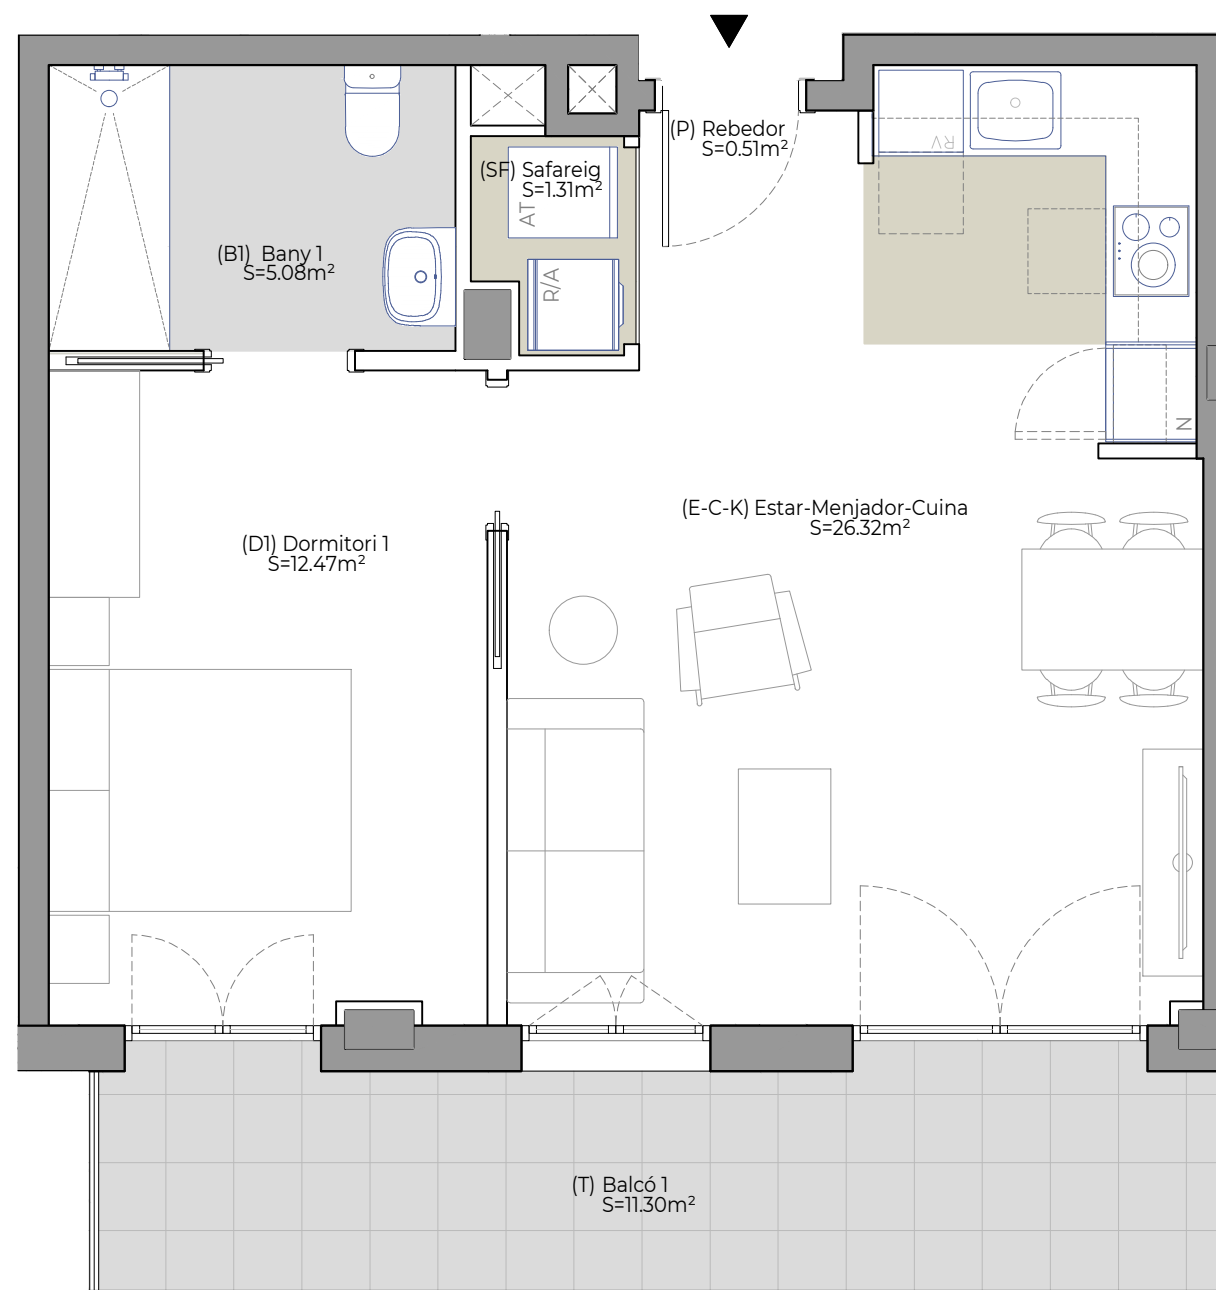 (P) Rebedor
S=0.51m²
RV
(SF) Safareig
S=1.31m²
AT
(B1) Bany 1
S=5.08m²
R/A
N
(E-C-K) Estar-Menjador-Cuina
S=26.32m²
(D1) Dormitori 1
S=12.47m²
(T) Balcó 1
S=11.30m²